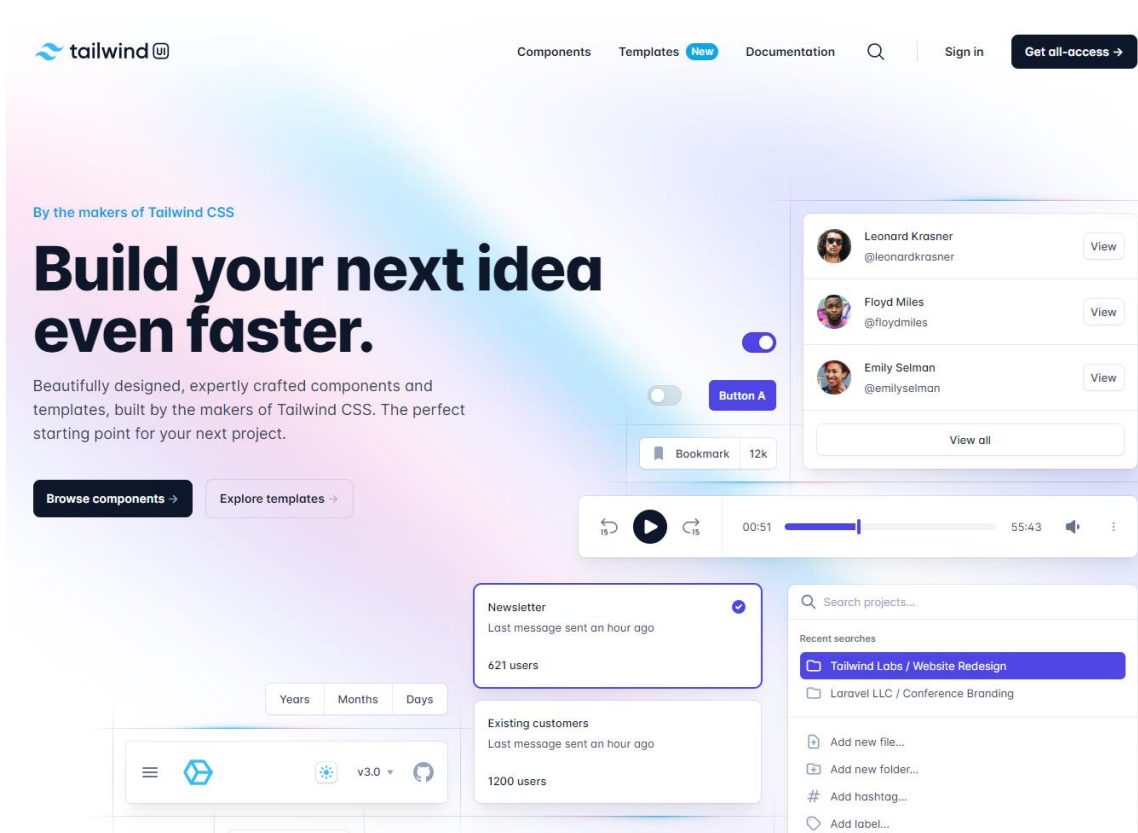 tailwind UI
Components Templates New Documentation Sign in Get all-access →
By the makers of Tailwind CSS
Build your next idea
even faster.
Beautifully designed, expertly crafted components and
templates, built by the makers of Tailwind CSS. The perfect
starting point for your next project.
Browse components →
Explore templates →
Leonard Krasner
@leonardkrasner
View
Floyd Miles
@floydmiles
View
Emily Selman
@emilyselman
View
View all
Button A
Bookmark 12k
15 15 00:51 55:43
Newsletter
Last message sent an hour ago
621 users
Existing customers
Last message sent an hour ago
1200 users
Years Months Days
v3.0
Search projects...
Recent searches
Tailwind Labs / Website Redesign
Laravel LLC / Conference Branding
Add new file...
Add new folder...
# Add hashtag...
Add label...